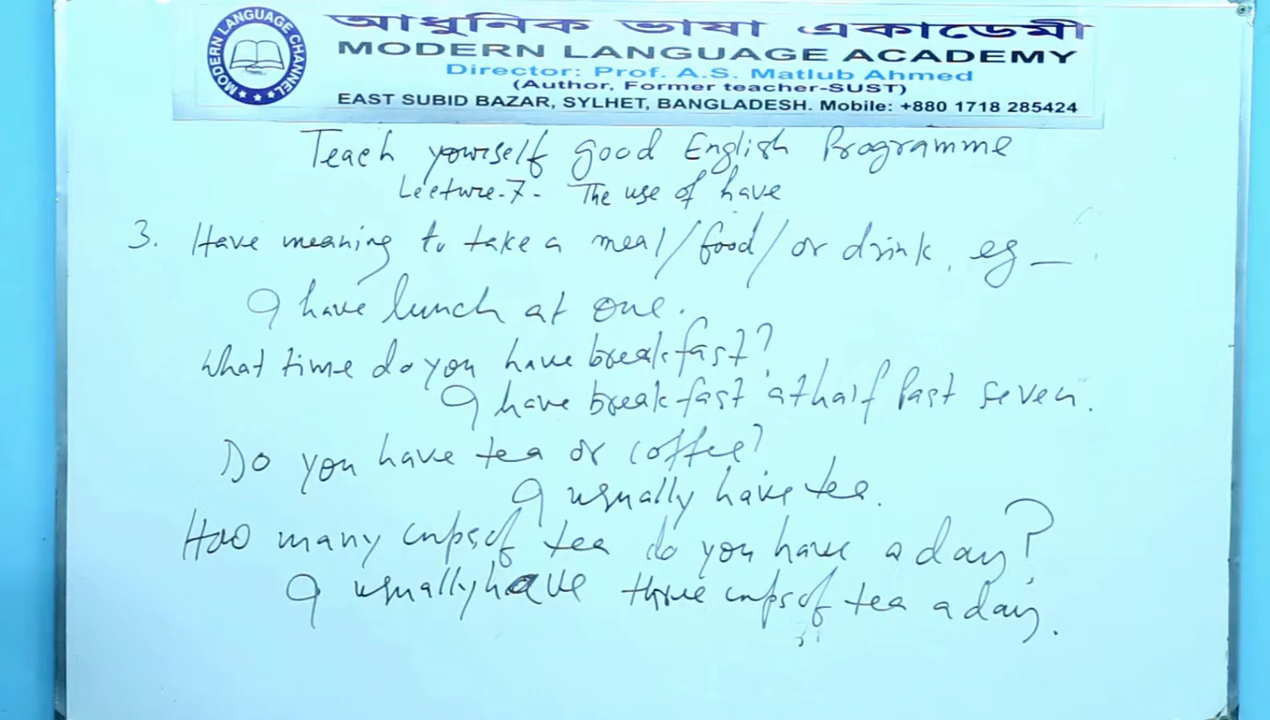 আধুনিক ভাষা একাডেমী
MODERN LANGUAGE ACADEMY
Director: Prof. A.S. Matlub Ahmed
(Author, Former teacher-SUST)
EAST SUBID BAZAR, SYLHET, BANGLADESH. Mobile: +880 1718 285424
MODERN LANGUAGE CHANNEL
Teach yourself good English Programme
Lecture-7- The use of have
3. Have meaning to take a meal/food/or drink. eg —
I have lunch at one.
What time do you have breakfast?
I have breakfast at half past seven.
Do you have tea or coffee?
I usually have tea.
How many cups of tea do you have a day?
I usually have three cups of tea a day.